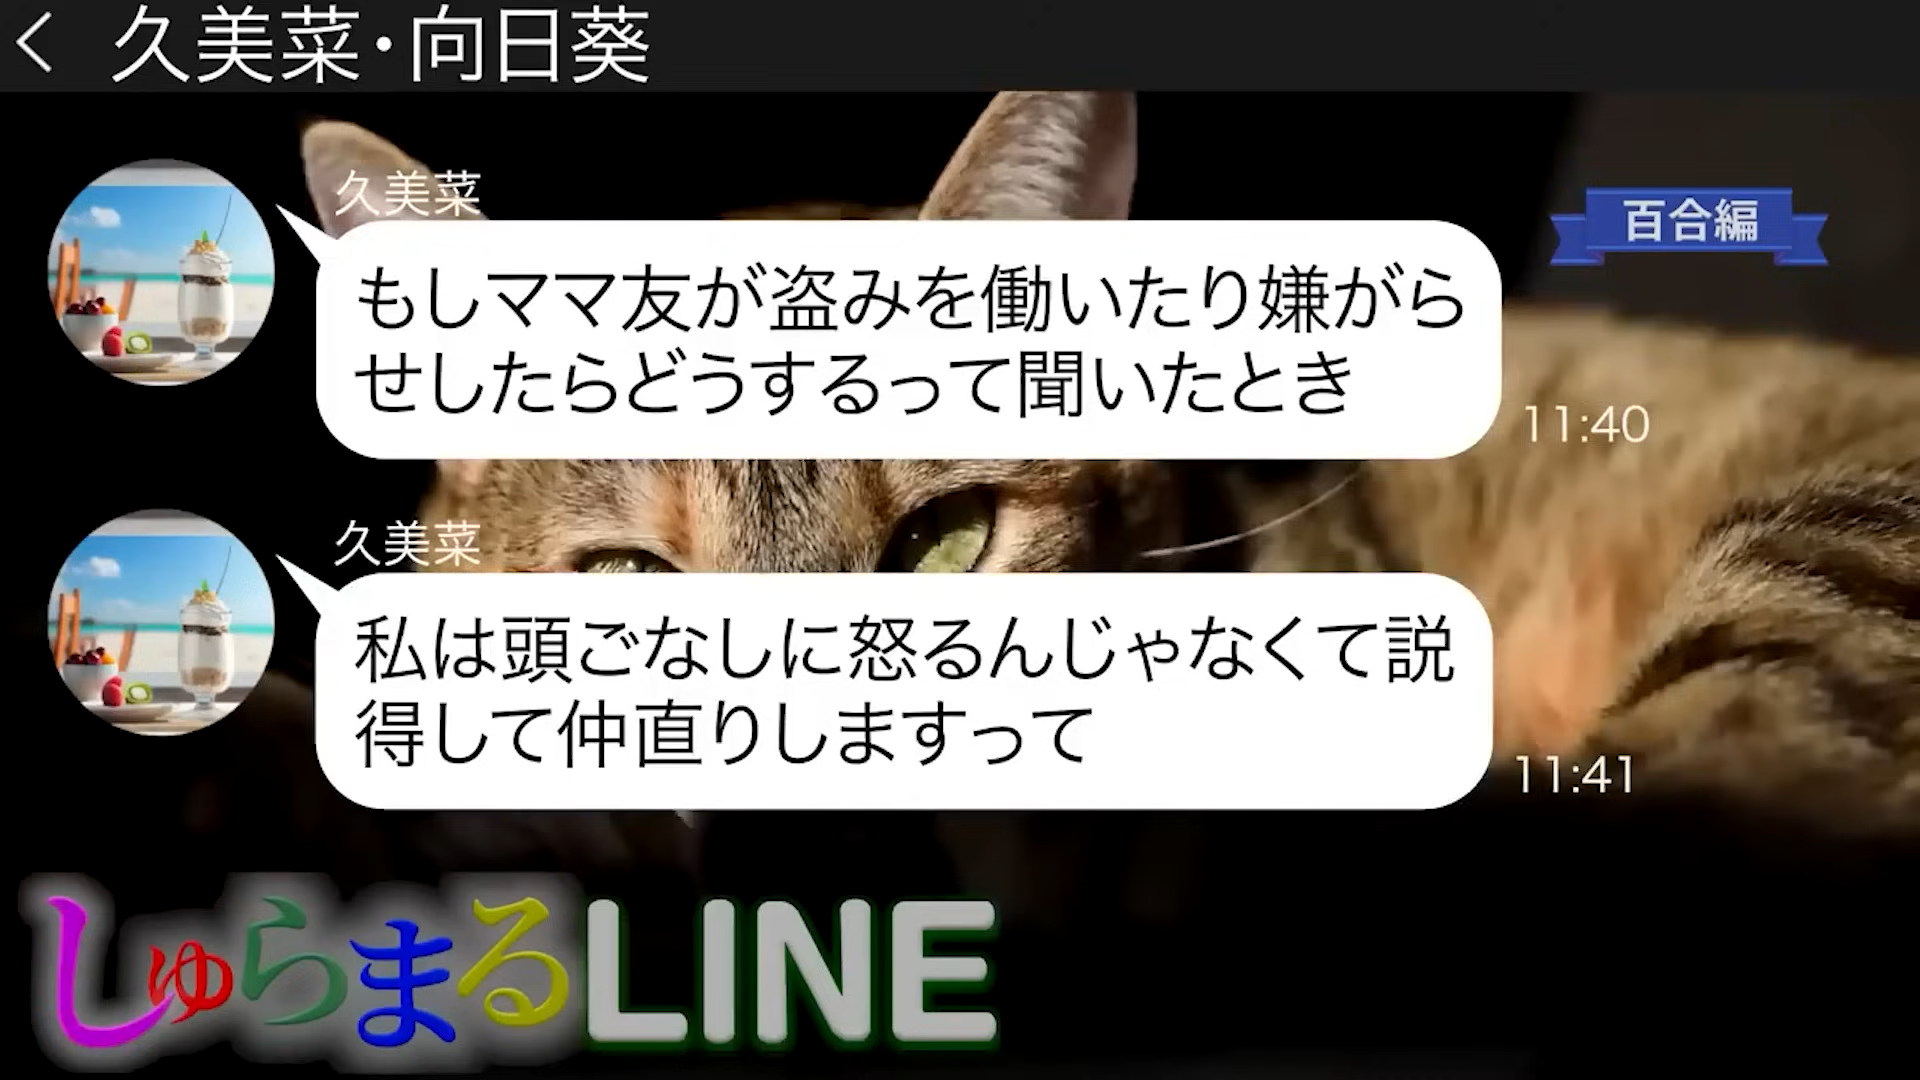 久美菜・向日葵
久美菜
百合編
もしママ友が盗みを働いたり嫌がら
せしたらどうするって聞いたとき
11:40
久美菜
私は頭ごなしに怒るんじゃなくて説
得して仲直りしますって
11:41
しゅらまるLINE